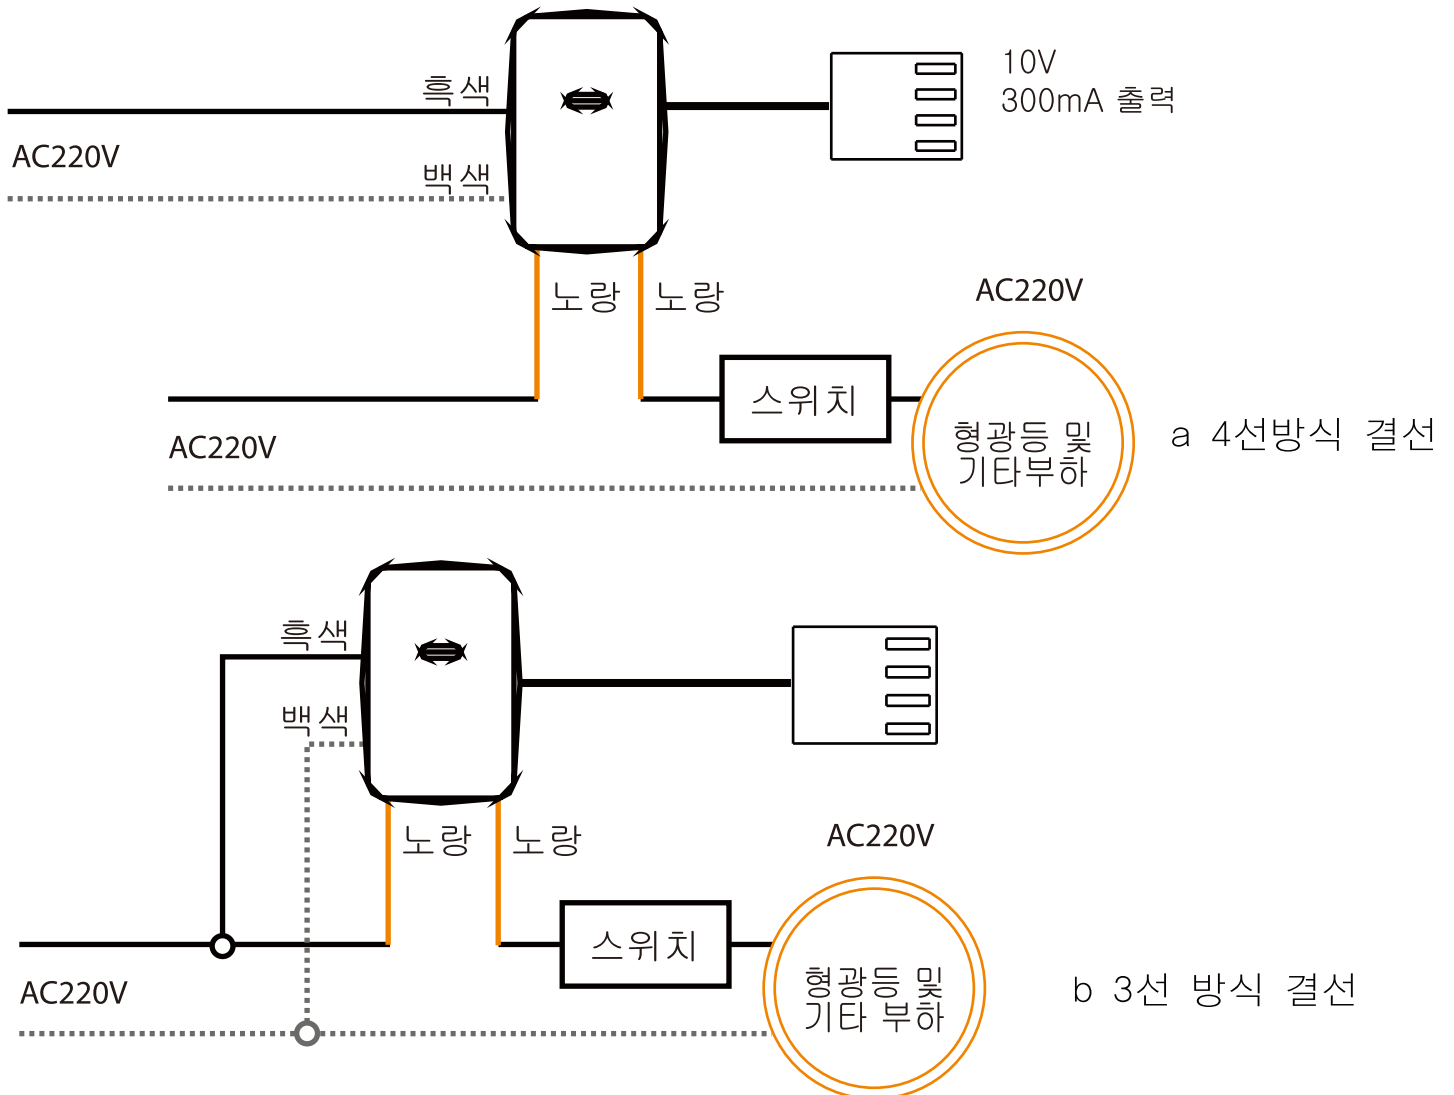 흑색
10V
300mA 출력
AC220V
백색
노랑 노랑
AC220V
스위치
형광등 및
기타부하
a 4선방식 결선
AC220V
흑색
백색
노랑 노랑
AC220V
스위치
형광등 및
기타 부하
b 3선 방식 결선
AC220V